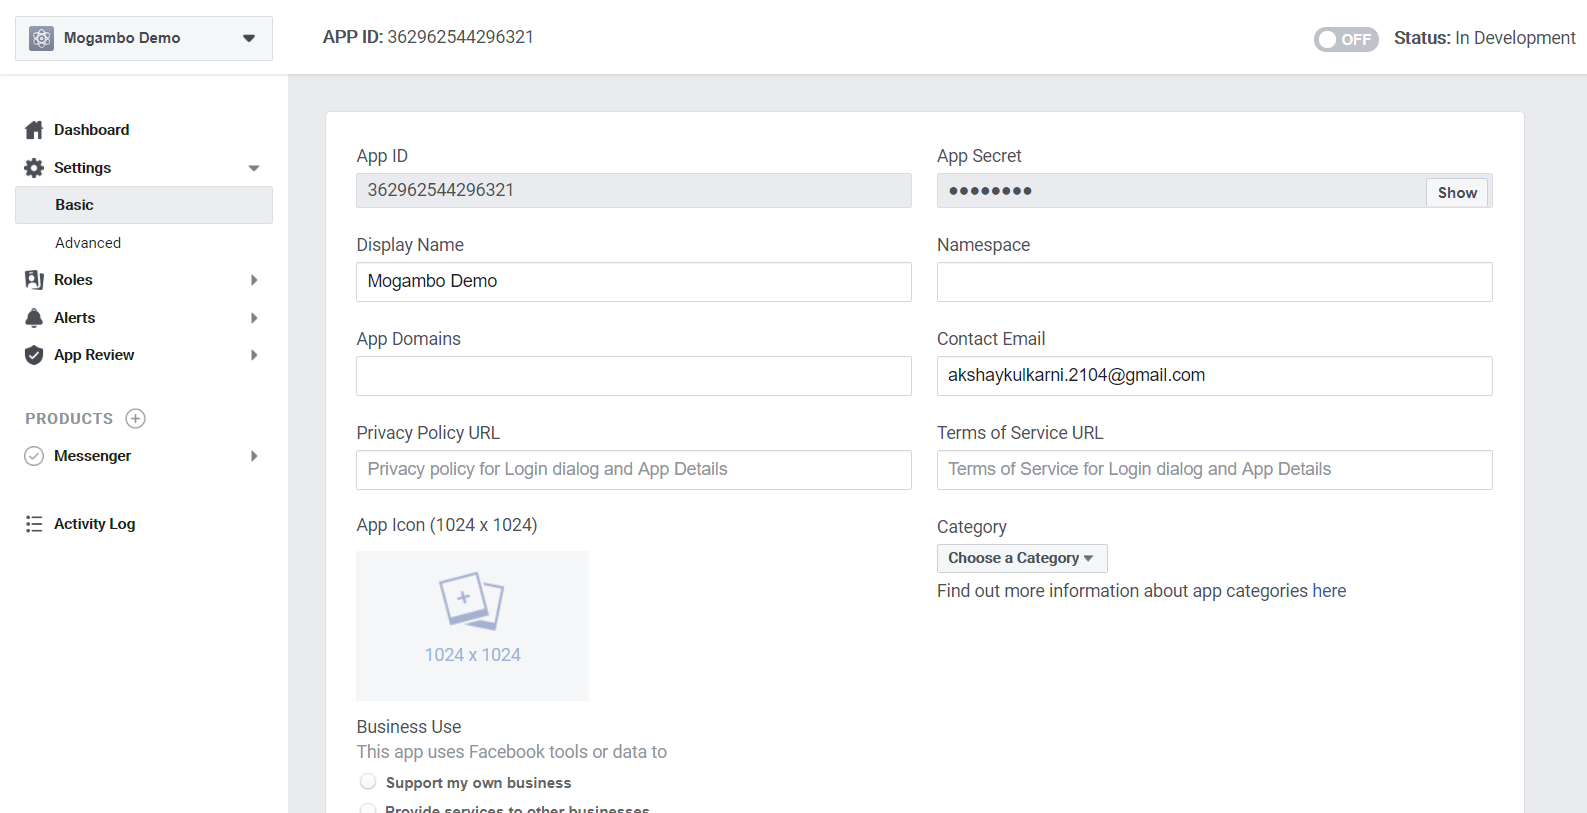 Mogambo Demo
APP ID: 362962544296321
OFF
Status: In Development
Dashboard
Settings
Basic
Advanced
Roles
Alerts
App Review
PRODUCTS
Messenger
Activity Log
App ID
362962544296321
App Secret
●●●●●●●●
Show
Display Name
Mogambo Demo
Namespace
App Domains
Contact Email
akshaykulkarni.2104@gmail.com
Privacy Policy URL
Privacy policy for Login dialog and App Details
Terms of Service URL
Terms of Service for Login dialog and App Details
App Icon (1024 x 1024)
1024 x 1024
Category
Choose a Category
Find out more information about app categories here
Business Use
This app uses Facebook tools or data to
Support my own business
Provide services to other businesses